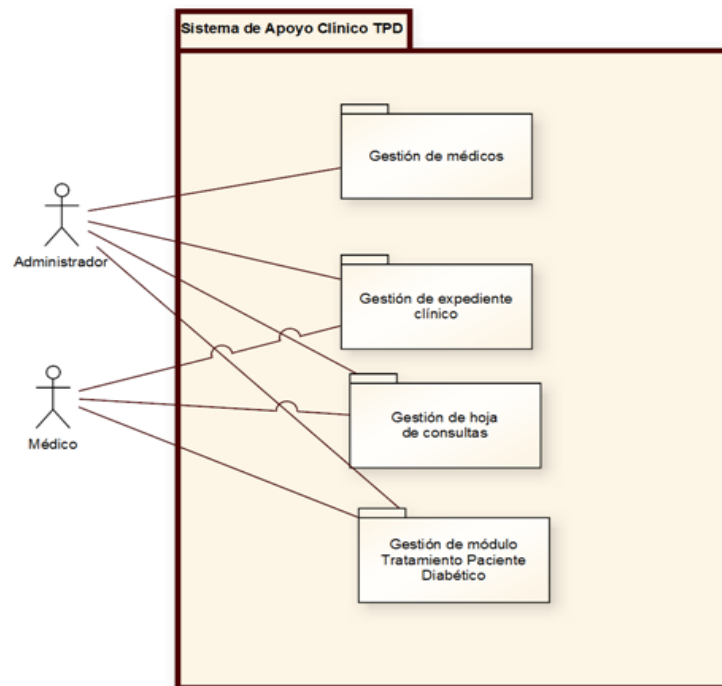 Sistema de Apoyo Clínico TPD
Gestión de médicos
Administrador
Gestión de expediente
clínico
Médico
Gestión de hoja
de consultas
Gestión de módulo
Tratamiento Paciente
Diabético